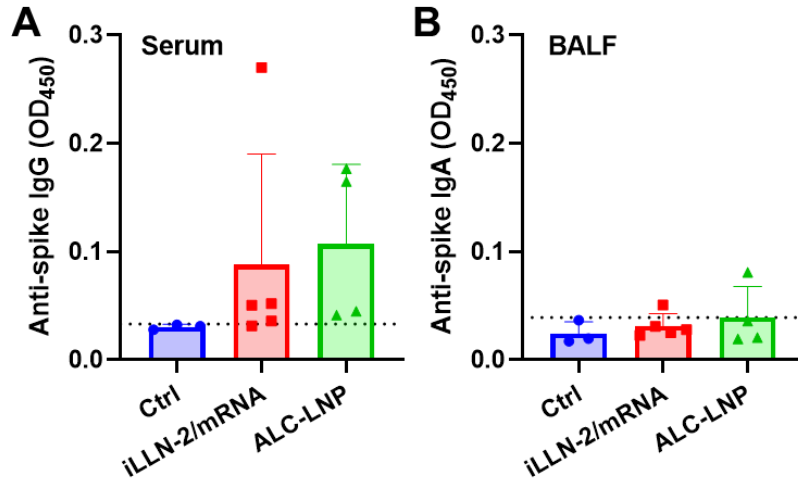 A
Serum
Anti-spike IgG (OD450)
0.3
0.2
0.1
0.0
Ctrl
iLLN-2/mRNA
ALC-LNP
B
BALF
Anti-spike IgA (OD450)
0.3
0.2
0.1
0.0
Ctrl
iLLN-2/mRNA
ALC-LNP